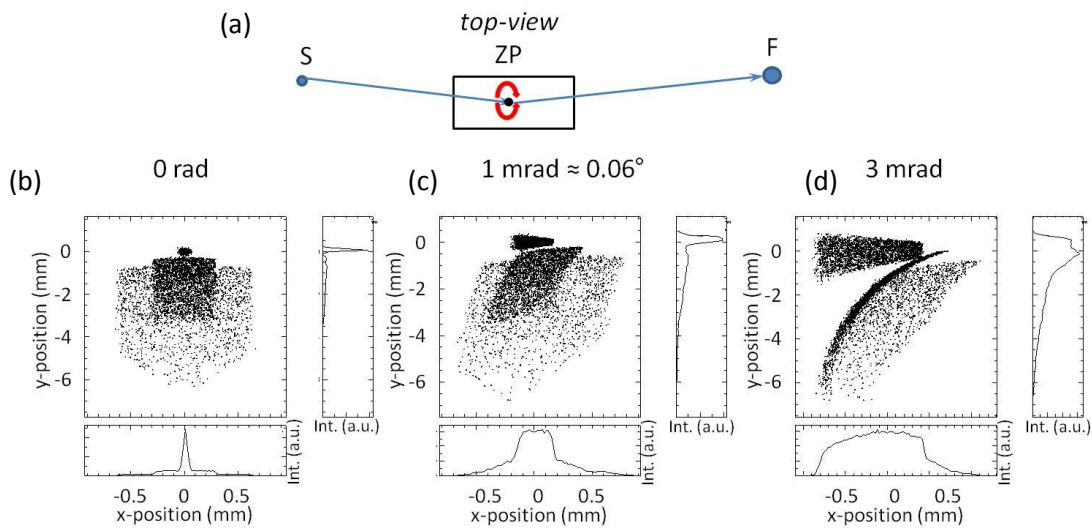 (a)
top-view
S
ZP
F
(b)
0 rad
(c)
1 mrad ≈ 0.06°
(d)
3 mrad
y-position (mm)
0
-2
-4
-6
Int. (a.u.)
Int. (a.u.)
-0.5
0
0.5
x-position (mm)
y-position (mm)
0
-2
-4
-6
Int. (a.u.)
Int. (a.u.)
-0.5
0
0.5
x-position (mm)
y-position (mm)
0
-2
-4
-6
Int. (a.u.)
Int. (a.u.)
-0.5
0
0.5
x-position (mm)